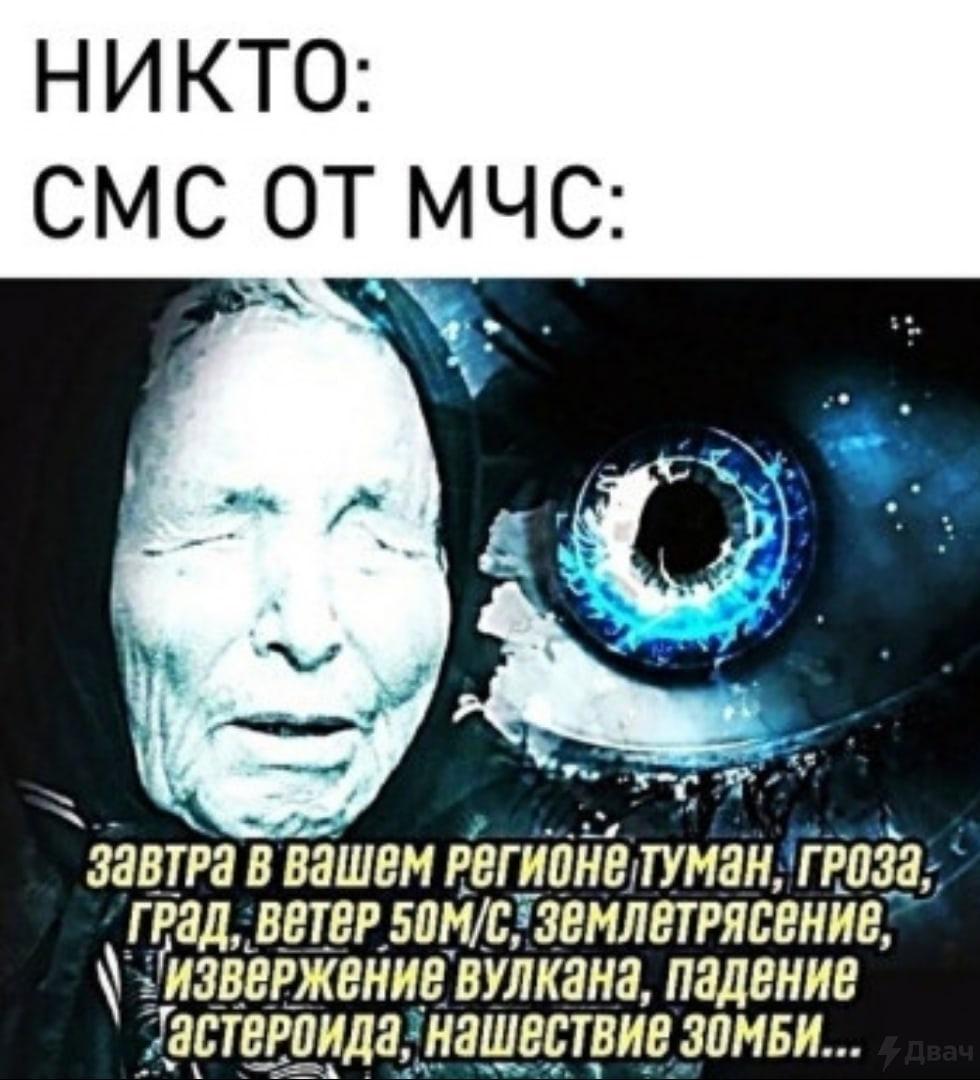 НИКТО:
СМС ОТ МЧС:
завтра в вашем регионе туман, гроза,
град, ветер 50м/с, землетрясение,
извержение вулкана, падение
астероида, нашествие зомби...
Двач